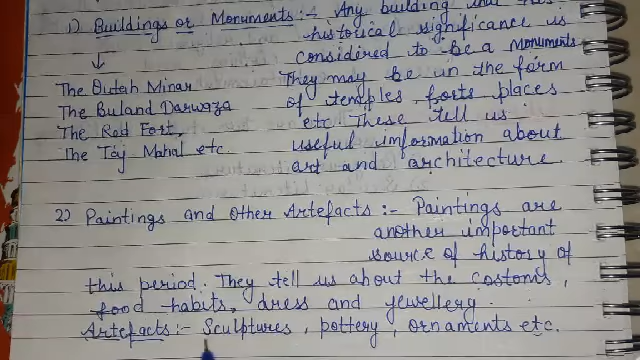 1) Buildings or Monuments :- Any building that has
historical significance is
considered to be a monuments
↓
The Qutab Minar
The Buland Darwaza
The Red Fort,
The Taj Mahal etc.
They may be in the form
of temples, forts places
etc. These tell us
useful information about
art and architecture.
2) Paintings and Other Artefacts :- Paintings are
another important
source of history of
this period. They tell us about the costoms,
food habits, dress and jewellery.
Artefacts :- Sculptures, pottery, ornaments etc.